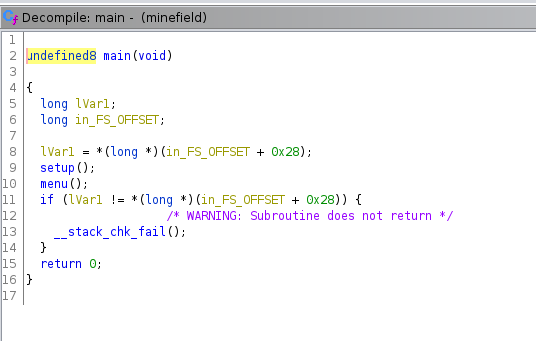 Decompile: main - (minefield)
1
2 undefined8 main(void)
3
4 {
5 long lVar1;
6 long in_FS_OFFSET;
7
8 lVar1 = *(long *)(in_FS_OFFSET + 0x28);
9 setup();
10 menu();
11 if (lVar1 != *(long *)(in_FS_OFFSET + 0x28)) {
12 /* WARNING: Subroutine does not return */
13 __stack_chk_fail();
14 }
15 return 0;
16 }
17